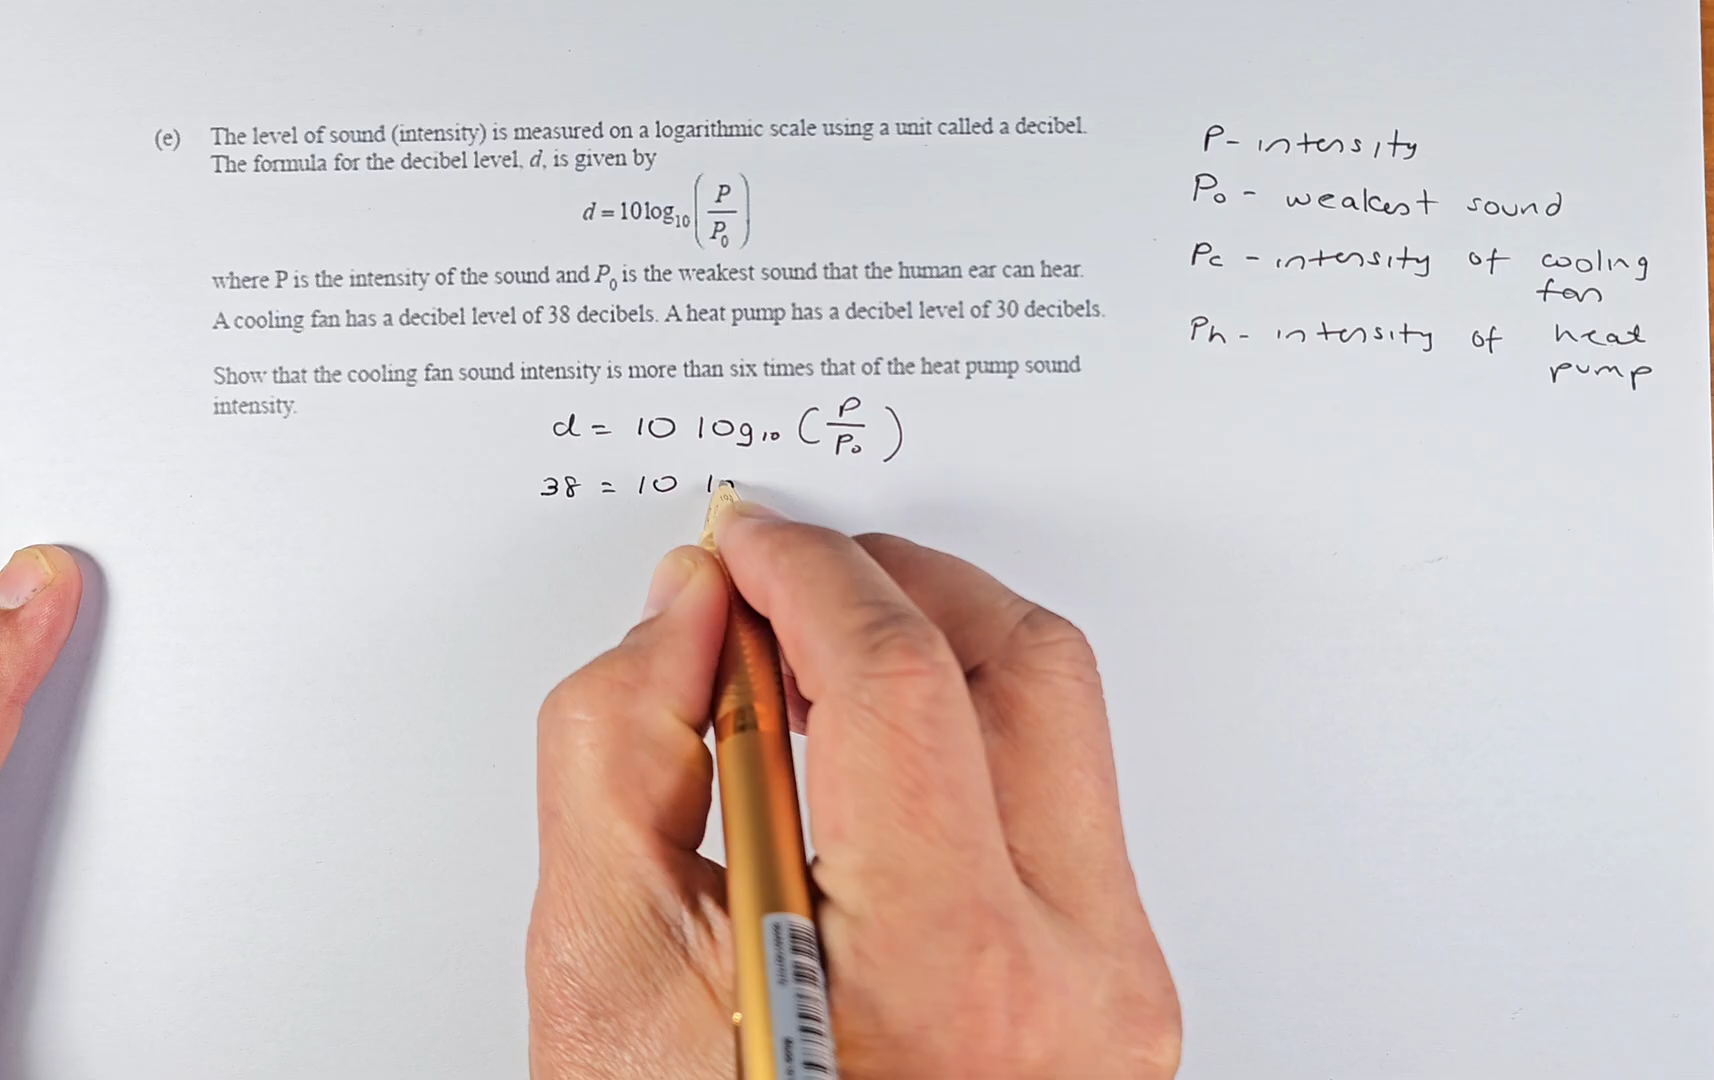 (e) The level of sound (intensity) is measured on a logarithmic scale using a unit called a decibel.
The formula for the decibel level, d, is given by
d = 10 log₁₀ (P / P₀)
where P is the intensity of the sound and P₀ is the weakest sound that the human ear can hear.
A cooling fan has a decibel level of 38 decibels. A heat pump has a decibel level of 30 decibels.
Show that the cooling fan sound intensity is more than six times that of the heat pump sound
intensity.
d = 10 log₁₀ (P / P₀)
38 = 10
P - intensity
P₀ - weakest sound
Pc - intensity of cooling
fan
Ph - intensity of heat
pump